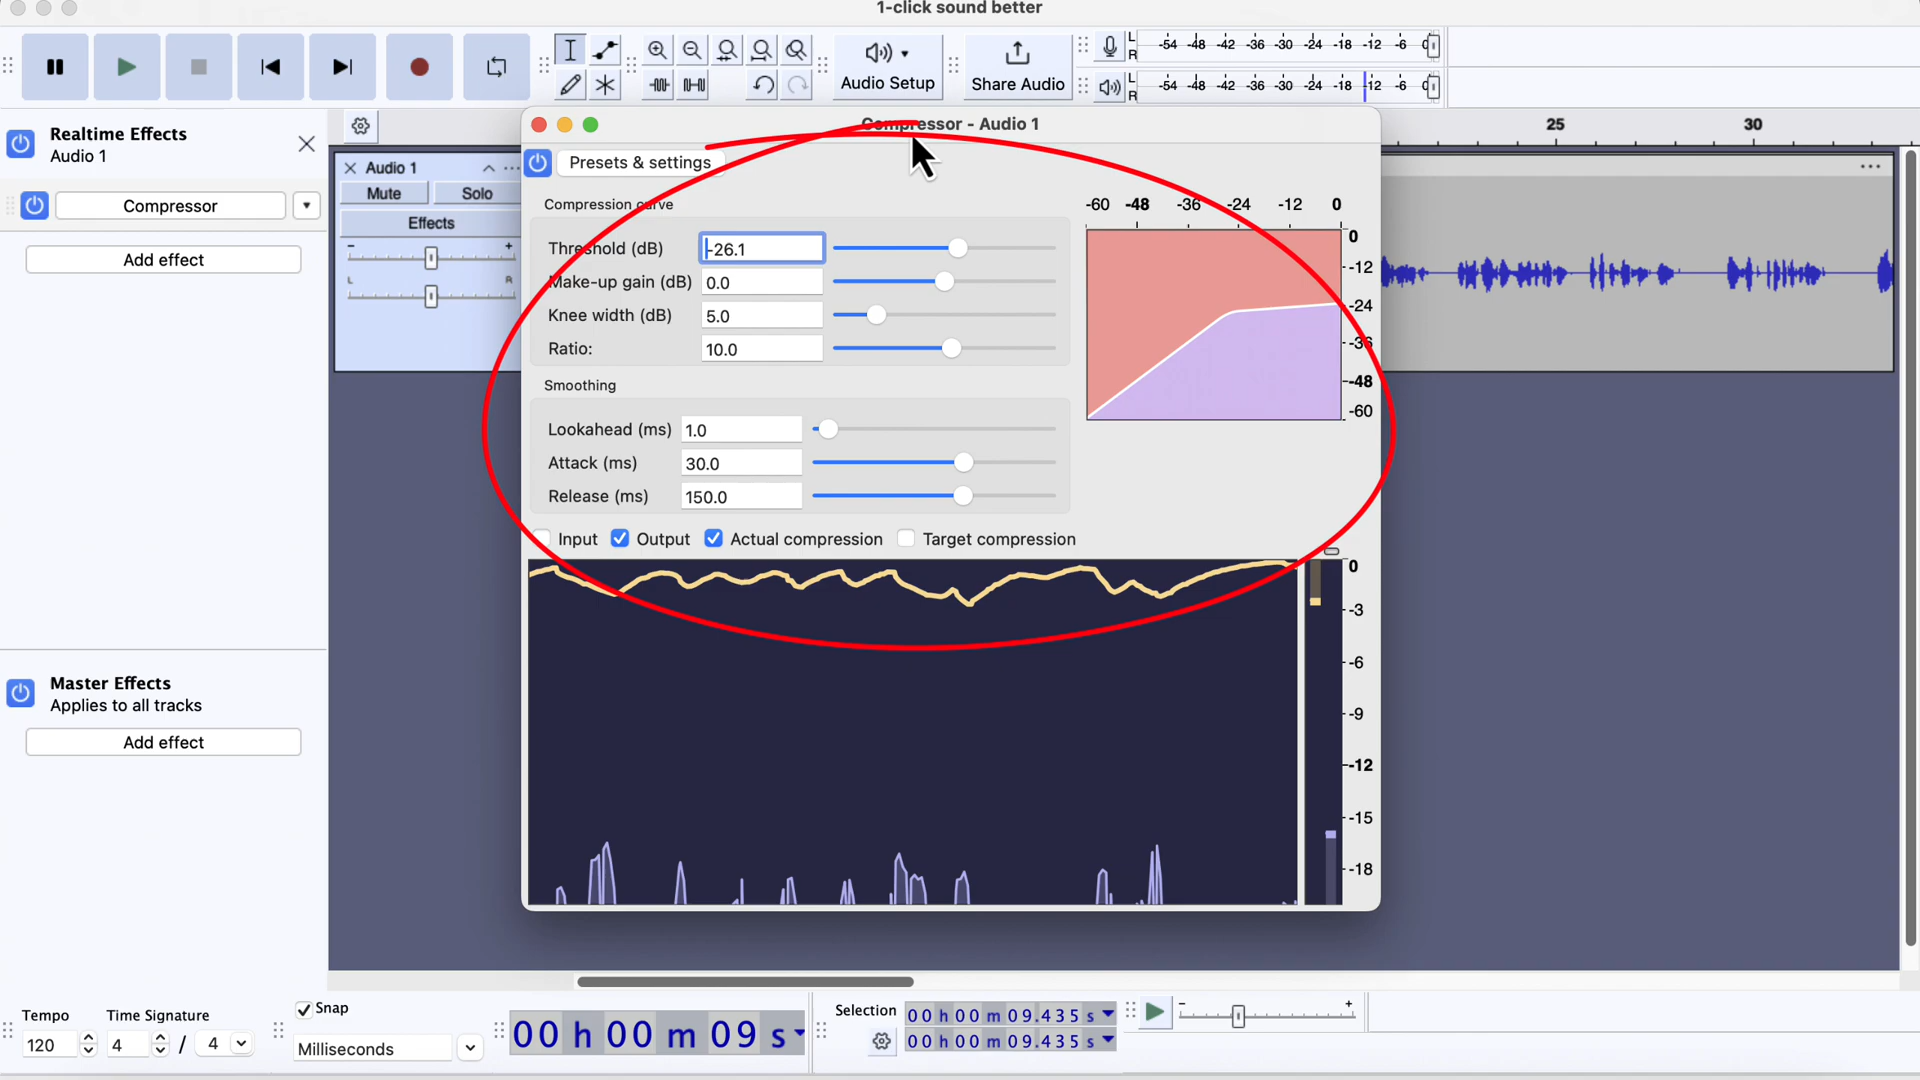 1-click sound better
Audio Setup
Share Audio
L
R
-54 -48 -42 -36 -30 -24 -18 -12 -6 0
L
R
-54 -48 -42 -36 -30 -24 -18 -12 -6 0
Realtime Effects
Audio 1
Compressor
Add effect
Master Effects
Applies to all tracks
Add effect
Audio 1
Mute
Solo
Effects
- +
L R
25
30
Compressor - Audio 1
Presets & settings
Compression curve
Threshold (dB) -26.1
Make-up gain (dB) 0.0
Knee width (dB) 5.0
Ratio: 10.0
Smoothing
Lookahead (ms) 1.0
Attack (ms) 30.0
Release (ms) 150.0
-60 -48 -36 -24 -12 0
0
-12
-24
-36
-48
-60
Input Output Actual compression Target compression
0
-3
-6
-9
-12
-15
-18
Tempo
120
Time Signature
4 / 4
Snap
Milliseconds
00 h 00 m 09 s
Selection
00 h 00 m 09.435 s
00 h 00 m 09.435 s
- +